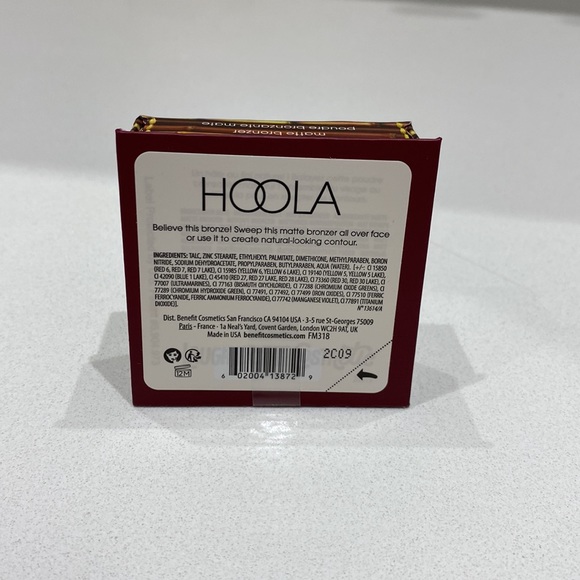 matte bronzer
poudre bronzante mate
HOOLA
Believe this bronze! Sweep this matte bronzer all over face
or use it to create natural-looking contour.
INGREDIENTS: TALC, ZINC STEARATE, ETHYLHEXYL PALMITATE, DIMETHICONE, METHYLPARABEN, BORON
NITRIDE, SODIUM DEHYDROACETATE, PROPYLPARABEN, BUTYLPARABEN, AQUA (WATER). [+/-: CI 15850
(RED 6, RED 7, RED 7 LAKE), CI 15985 (YELLOW 6, YELLOW 6 LAKE), CI 19140 (YELLOW 5, YELLOW 5 LAKE),
CI 42090 (BLUE 1 LAKE), CI 45410 (RED 27, RED 27 LAKE, RED 28 LAKE), CI 73360 (RED 30, RED 30 LAKE), CI
77007 (ULTRAMARINES), CI 77163 (BISMUTH OXYCHLORIDE), CI 77288 (CHROMIUM OXIDE GREENS), CI
77289 (CHROMIUM HYDROXIDE GREEN), CI 77491, CI 77492, CI 77499 (IRON OXIDES), CI 77510 (FERRIC
FERROCYANIDE, FERRIC AMMONIUM FERROCYANIDE), CI 77742 (MANGANESE VIOLET), CI 77891 (TITANIUM
DIOXIDE)].
N°13614/A
Dist. Benefit Cosmetics San Francisco CA 94104 USA - 3-5 rue St-Georges 75009
Paris - France - 1a Neal's Yard, Covent Garden, London WC2H 9AT, UK
Made in USA benefitcosmetics.com FM318
2C09
12M
6 02004 13872 9